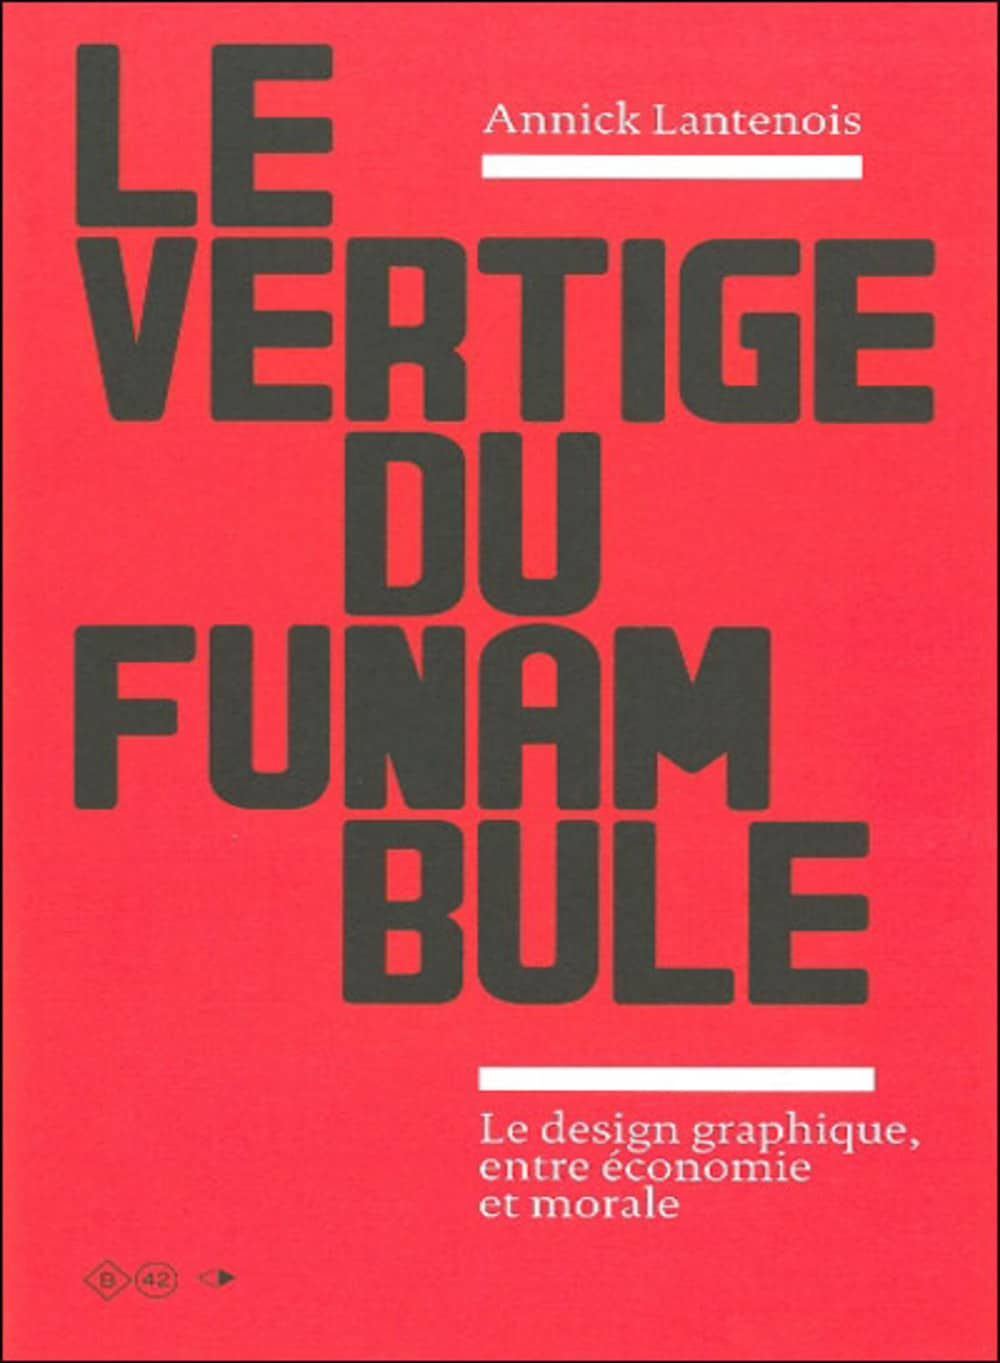 Annick Lantenois
LE
VERTIGE
DU
FUNAM
BULE
Le design graphique,
entre économie
et morale
B 42